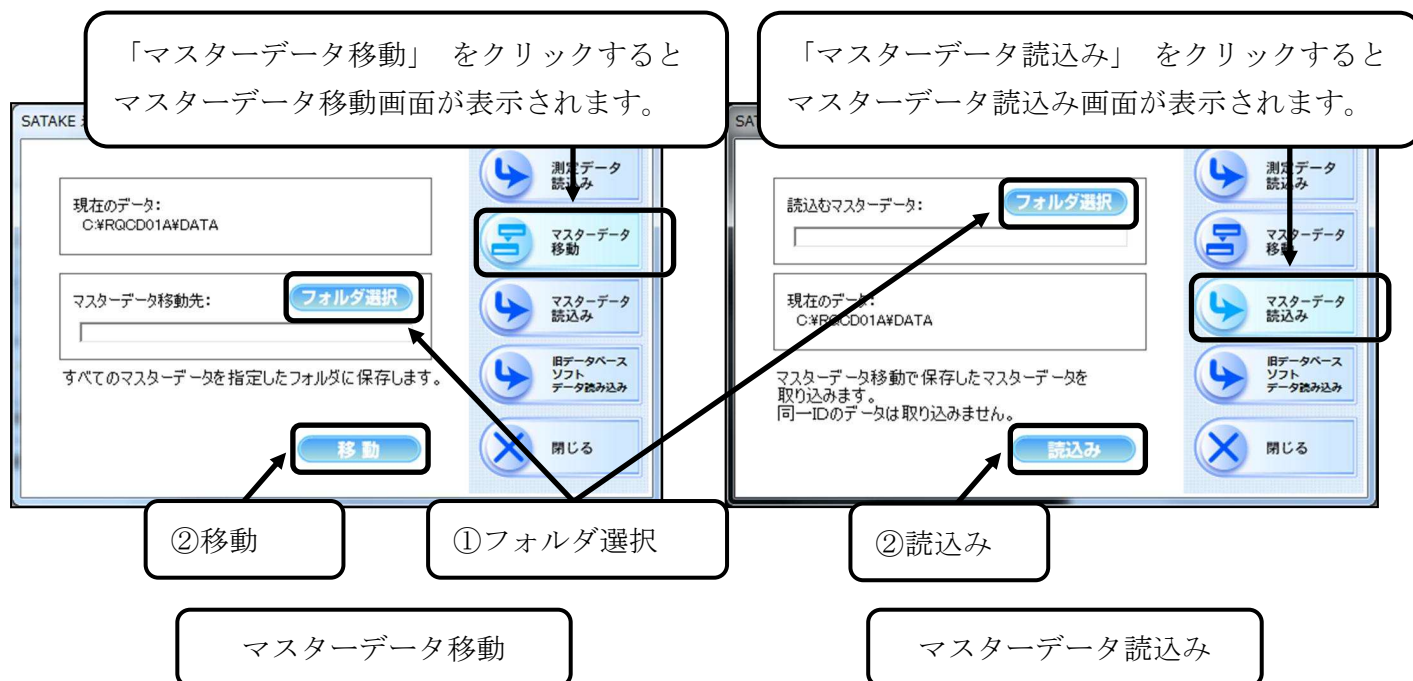 「マスターデータ移動」 をクリックすると
マスターデータ移動画面が表示されます。
「マスターデータ読込み」 をクリックすると
マスターデータ読込み画面が表示されます。
SATAKE
現在のデータ:
C:¥RQCD01A¥DATA
マスターデータ移動先:
フォルダ選択
すべてのマスターデータを指定したフォルダに保存します。
移 動
測定データ
読込み
マスターデータ
移動
マスターデータ
読込み
旧データベース
ソフト
データ読み込み
閉じる
SAT
読込むマスターデータ:
フォルダ選択
現在のデータ:
C:¥RQCD01A¥DATA
マスターデータ移動で保存したマスターデータを
取り込みます。
同一IDのデータは取り込みません。
読込み
測定データ
読込み
マスターデータ
移動
マスターデータ
読込み
旧データベース
ソフト
データ読み込み
閉じる
②移動
①フォルダ選択
②読込み
マスターデータ移動
マスターデータ読込み